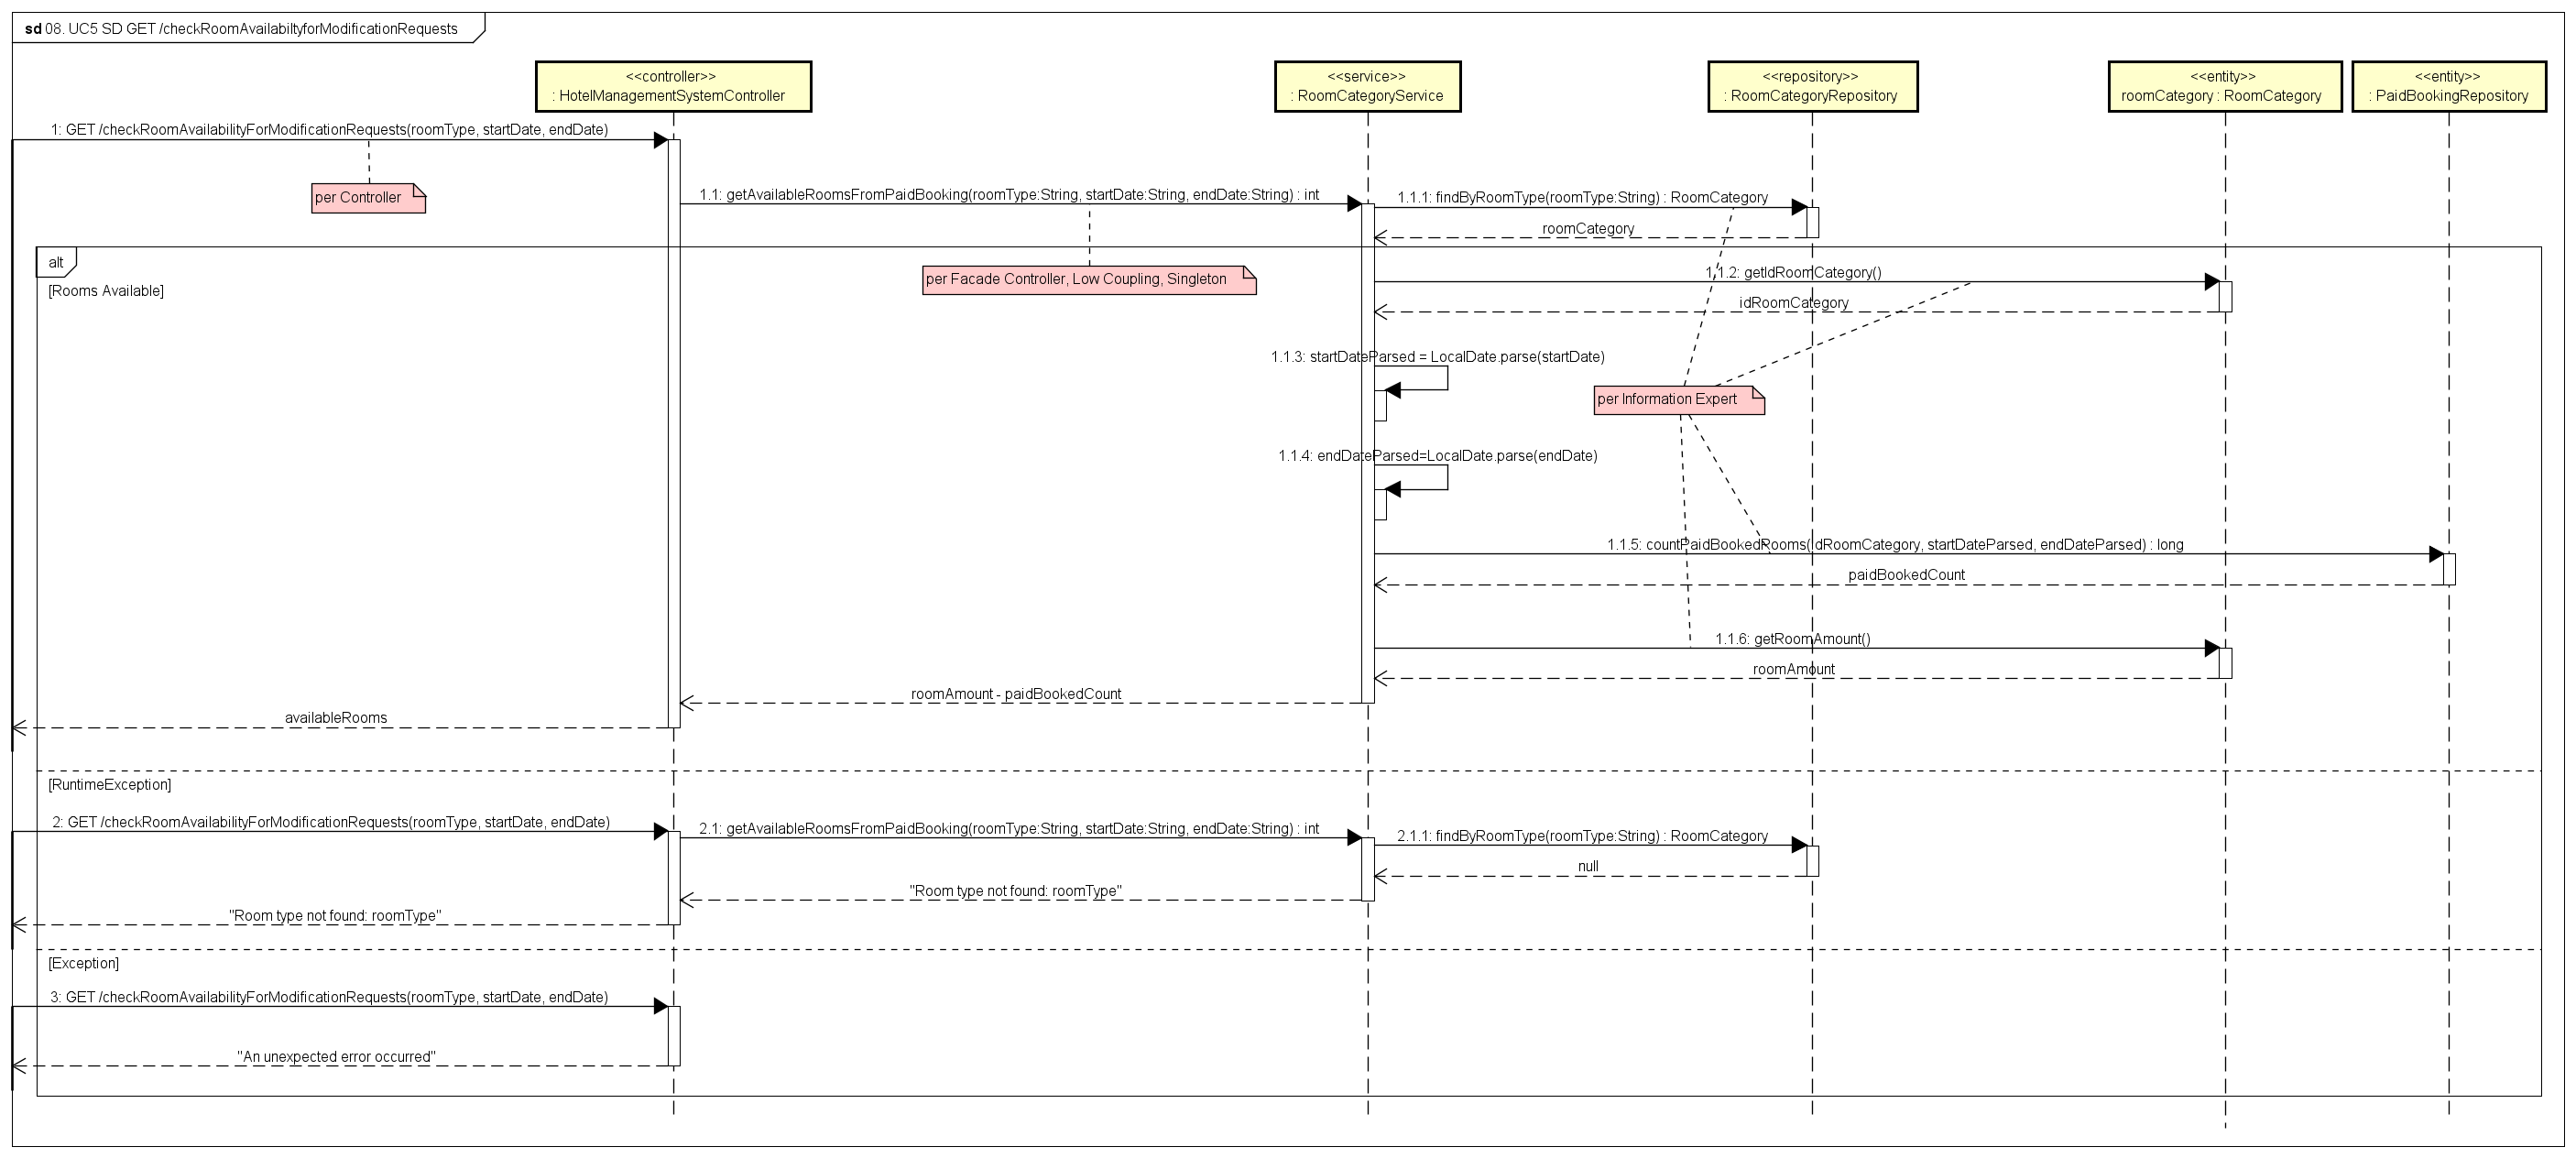 sd 08. UC5 SD GET /checkRoomAvailabiltyforModificationRequests
<<controller>>
: HotelManagementSystemController
<<service>>
: RoomCategoryService
<<repository>>
: RoomCategoryRepository
<<entity>>
roomCategory : RoomCategory
<<entity>>
: PaidBookingRepository
1: GET /checkRoomAvailabilityForModificationRequests(roomType, startDate, endDate)
per Controller
1.1: getAvailableRoomsFromPaidBooking(roomType:String, startDate:String, endDate:String) : int
1.1.1: findByRoomType(roomType:String) : RoomCategory
roomCategory
alt
[Rooms Available]
per Facade Controller, Low Coupling, Singleton
1.1.2: getIdRoomCategory()
idRoomCategory
1.1.3: startDateParsed = LocalDate.parse(startDate)
per Information Expert
1.1.4: endDateParsed=LocalDate.parse(endDate)
1.1.5: countPaidBookedRooms(idRoomCategory, startDateParsed, endDateParsed) : long
paidBookedCount
1.1.6: getRoomAmount()
roomAmount
roomAmount - paidBookedCount
availableRooms
[RuntimeException]
2: GET /checkRoomAvailabilityForModificationRequests(roomType, startDate, endDate)
2.1: getAvailableRoomsFromPaidBooking(roomType:String, startDate:String, endDate:String) : int
2.1.1: findByRoomType(roomType:String) : RoomCategory
null
"Room type not found: roomType"
"Room type not found: roomType"
[Exception]
3: GET /checkRoomAvailabilityForModificationRequests(roomType, startDate, endDate)
"An unexpected error occurred"